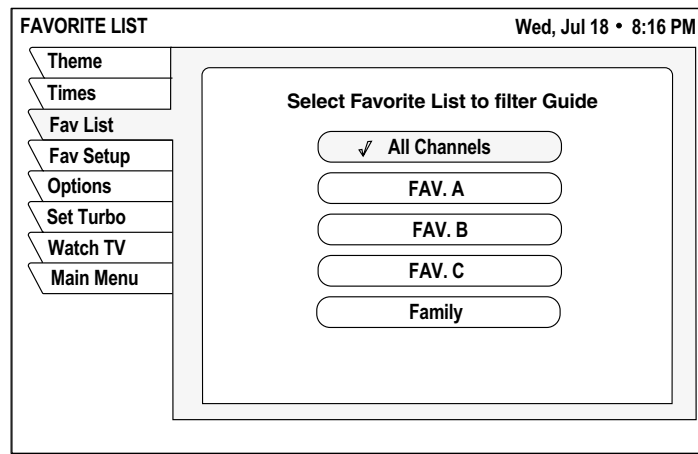 FAVORITE LIST
Wed, Jul 18 • 8:16 PM
Theme
Times
Fav List
Fav Setup
Options
Set Turbo
Watch TV
Main Menu
Select Favorite List to filter Guide
✓ All Channels
FAV. A
FAV. B
FAV. C
Family